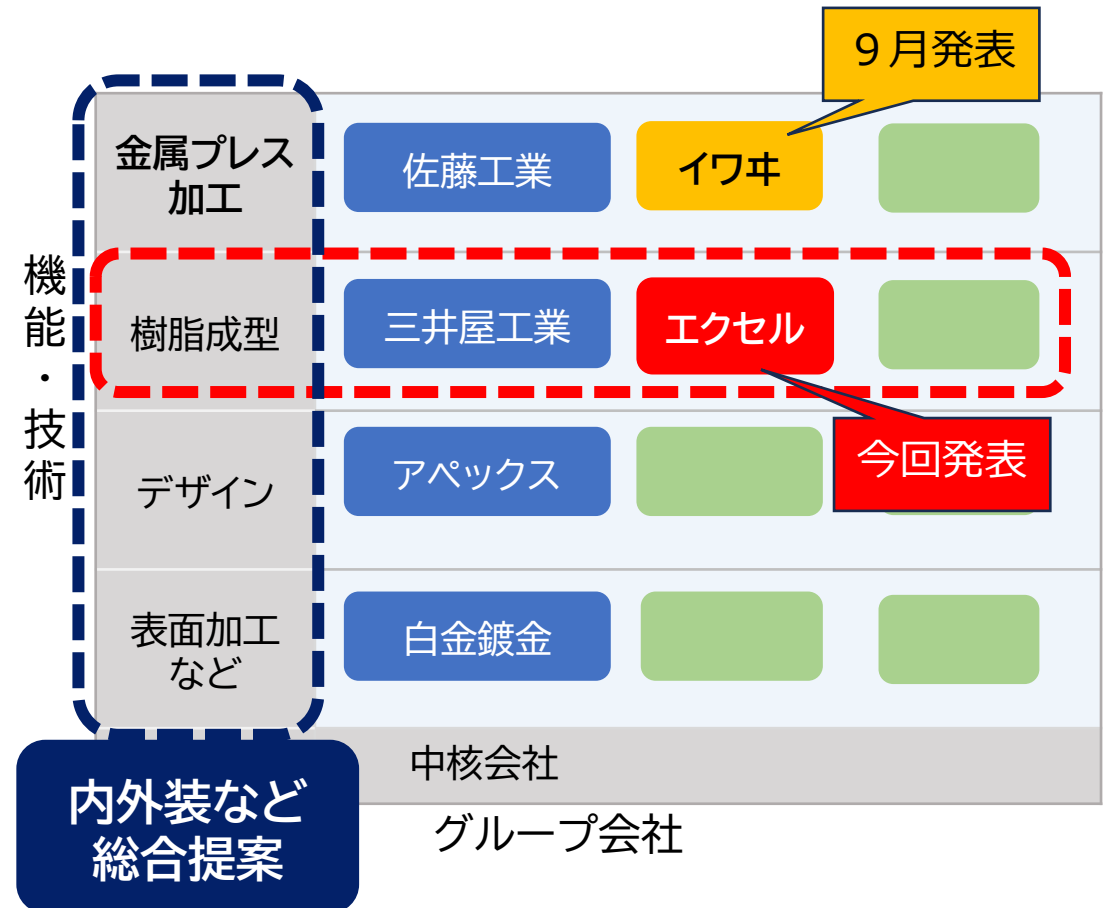 9月発表
金属プレス
加工
佐藤工業
イワヰ
機能・技術
樹脂成型
三井屋工業
エクセル
今回発表
デザイン
アペックス
表面加工
など
白金鍍金
中核会社
内外装など
総合提案
グループ会社